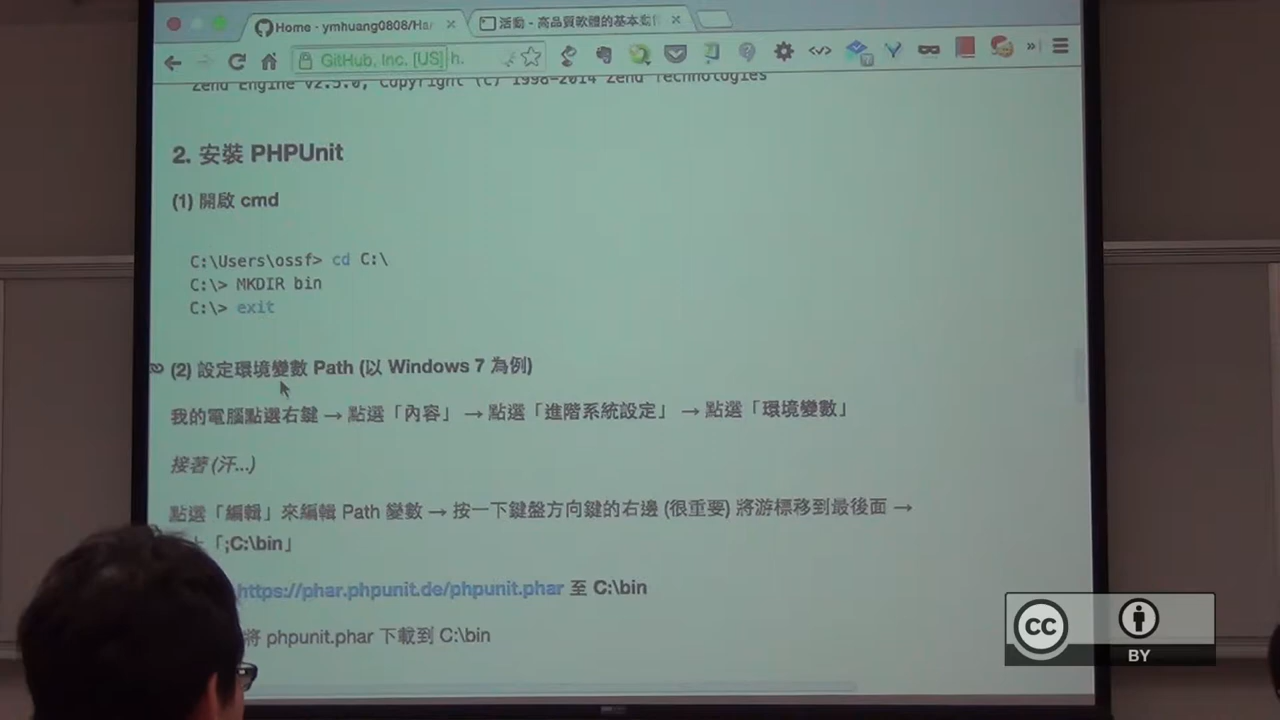 Home - ymhuang0808/Ha
活動 - 高品質軟體的基本動
GitHub, Inc. [US] h.
Zend Engine v2.5.0, Copyright (c) 1998-2014 Zend Technologies
2. 安裝 PHPUnit
(1) 開啟 cmd
C:\Users\ossf> cd C:\
C:\> MKDIR bin
C:\> exit
(2) 設定環境變數 Path (以 Windows 7 為例)
我的電腦點選右鍵 → 點選「內容」 → 點選「進階系統設定」 → 點選「環境變數」
接著 (汗...)
點選「編輯」來編輯 Path 變數 → 按一下鍵盤方向鍵的右邊 (很重要) 將游標移到最後面 →
「;C:\bin」
https://phar.phpunit.de/phpunit.phar 至 C:\bin
將 phpunit.phar 下載到 C:\bin
CC
BY